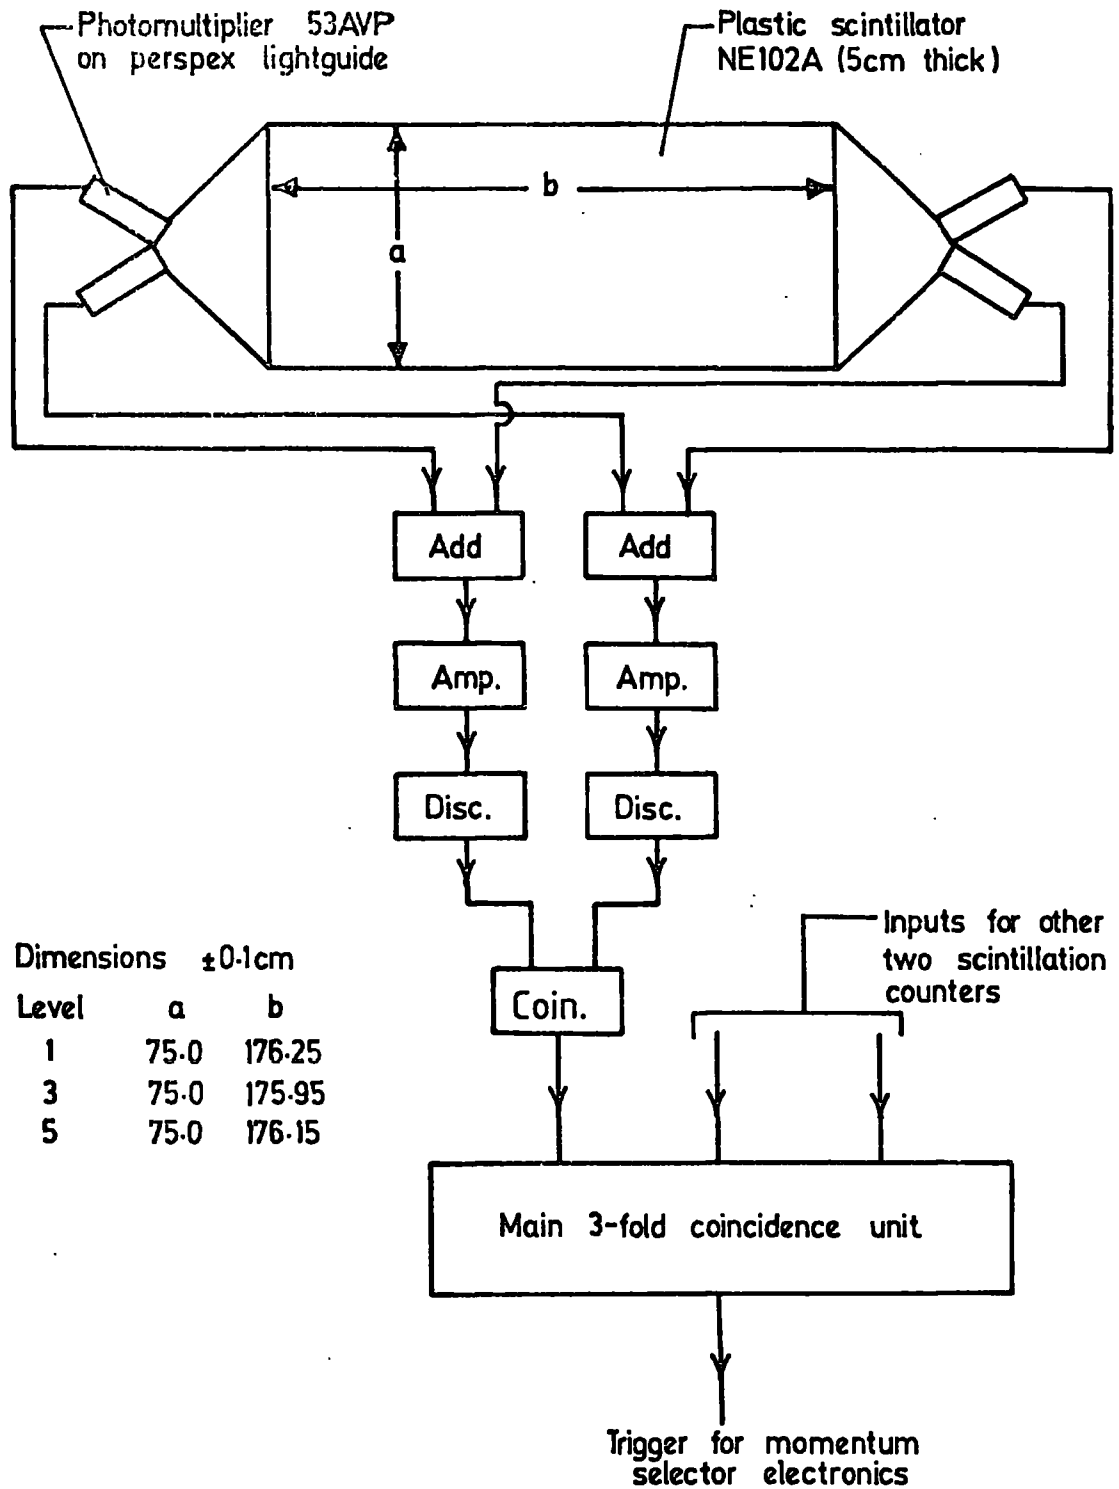 Photomultiplier 53AVP
on perspex lightguide
Plastic scintillator
NE102A (5cm thick)
b
a
Add
Add
Amp.
Amp.
Disc.
Disc.
Coin.
Inputs for other
two scintillation
counters
Dimensions ±0.1cm
Level a b
1 75.0 176.25
3 75.0 175.95
5 75.0 176.15
Main 3-fold coincidence unit
Trigger for momentum
selector electronics